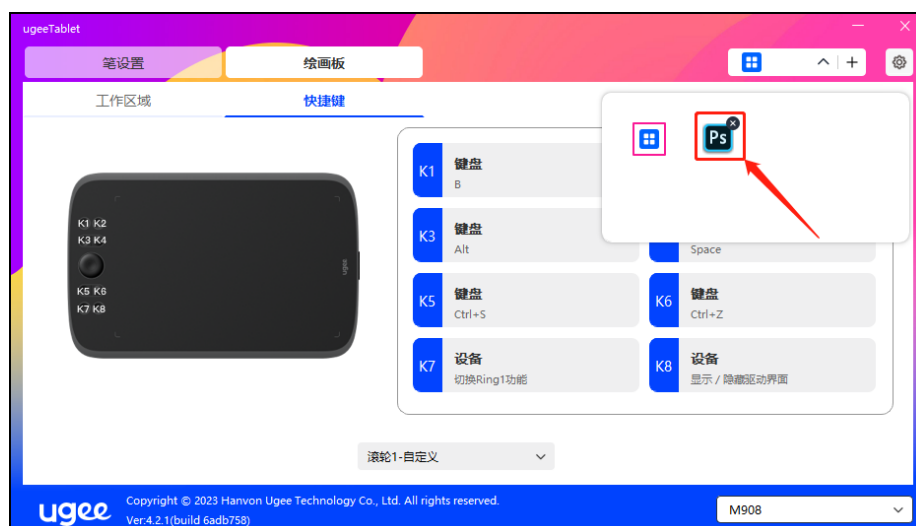 ugeeTablet
笔设置
绘画板
工作区域
快捷键
Ps
K1 K2
K3 K4
K5 K6
K7 K8
ugee
K1
键盘
B
K3
键盘
Alt
Space
K5
键盘
Ctrl+S
K6
键盘
Ctrl+Z
K7
设备
切换Ring1功能
K8
设备
显示 / 隐藏驱动界面
滚轮1-自定义
ugee
Copyright © 2023 Hanvon Ugee Technology Co., Ltd. All rights reserved.
Ver:4.2.1(build 6adb758)
M908